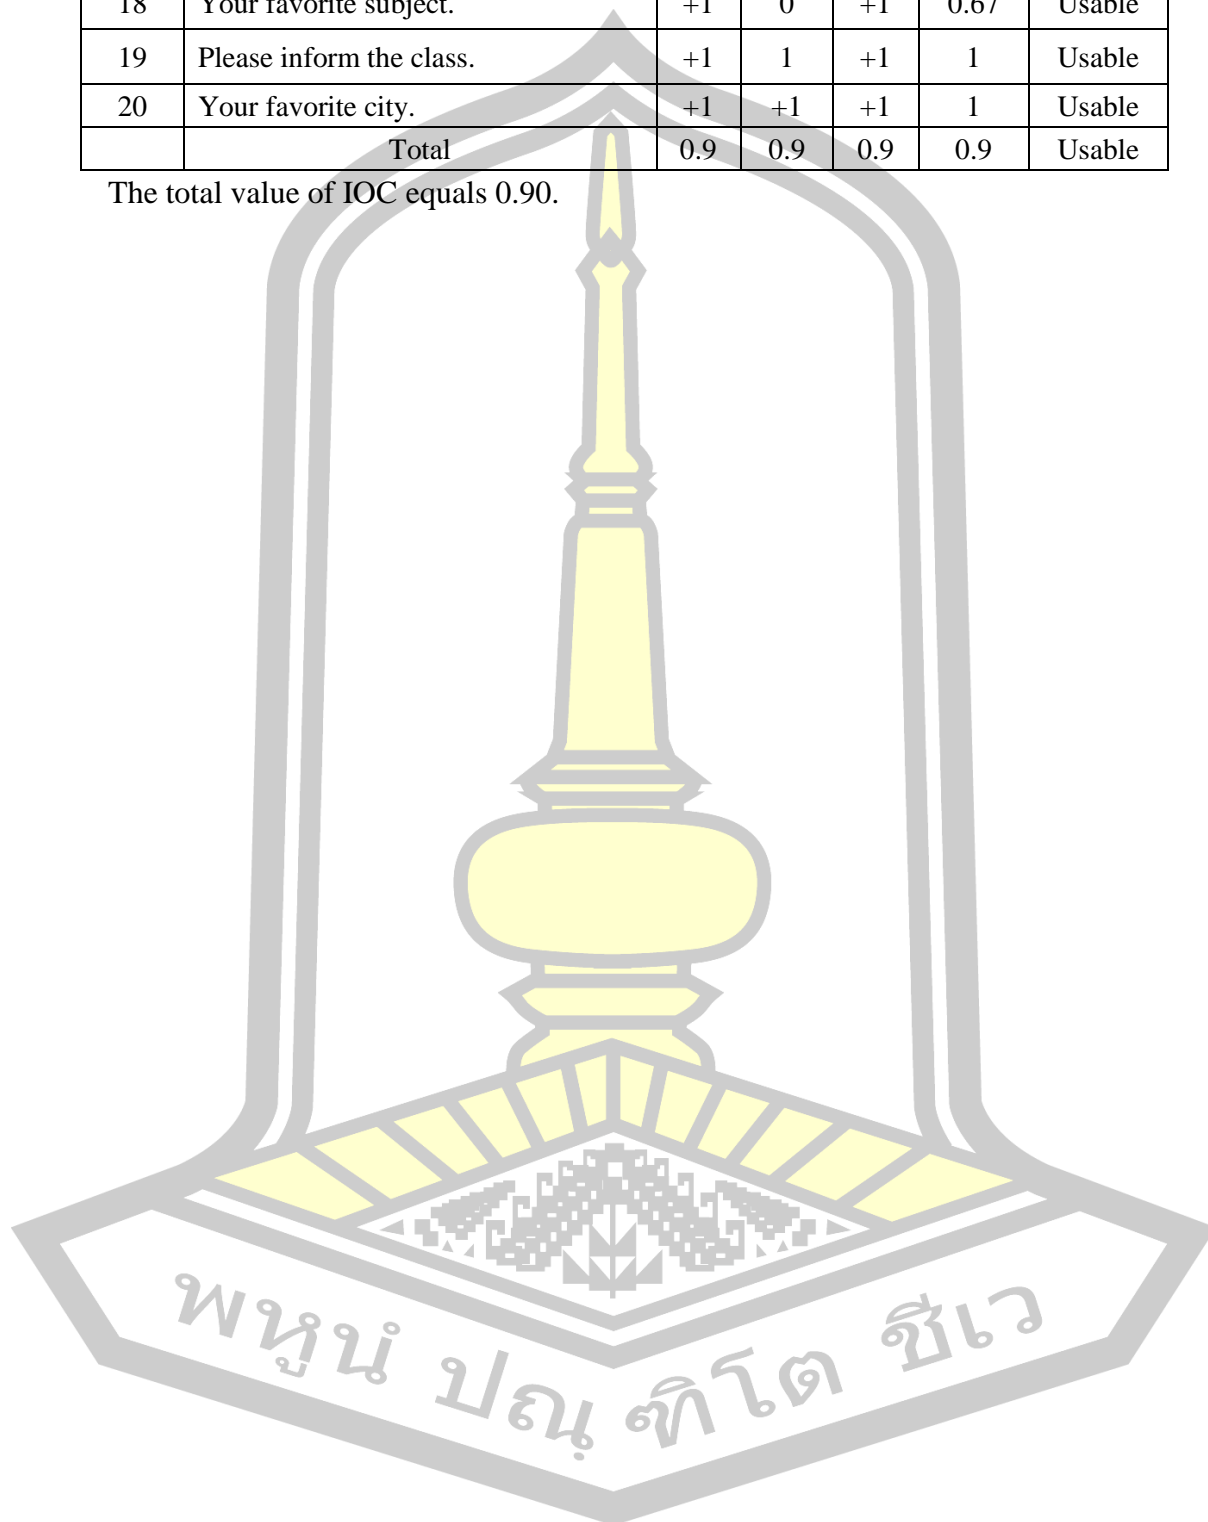 18 Your favorite subject. +1 0 +1 0.67 Usable
19 Please inform the class. +1 1 +1 1 Usable
20 Your favorite city. +1 +1 +1 1 Usable
Total 0.9 0.9 0.9 0.9 Usable
The total value of IOC equals 0.90.
พหูนํ ปณฺฑิโต ชีเว